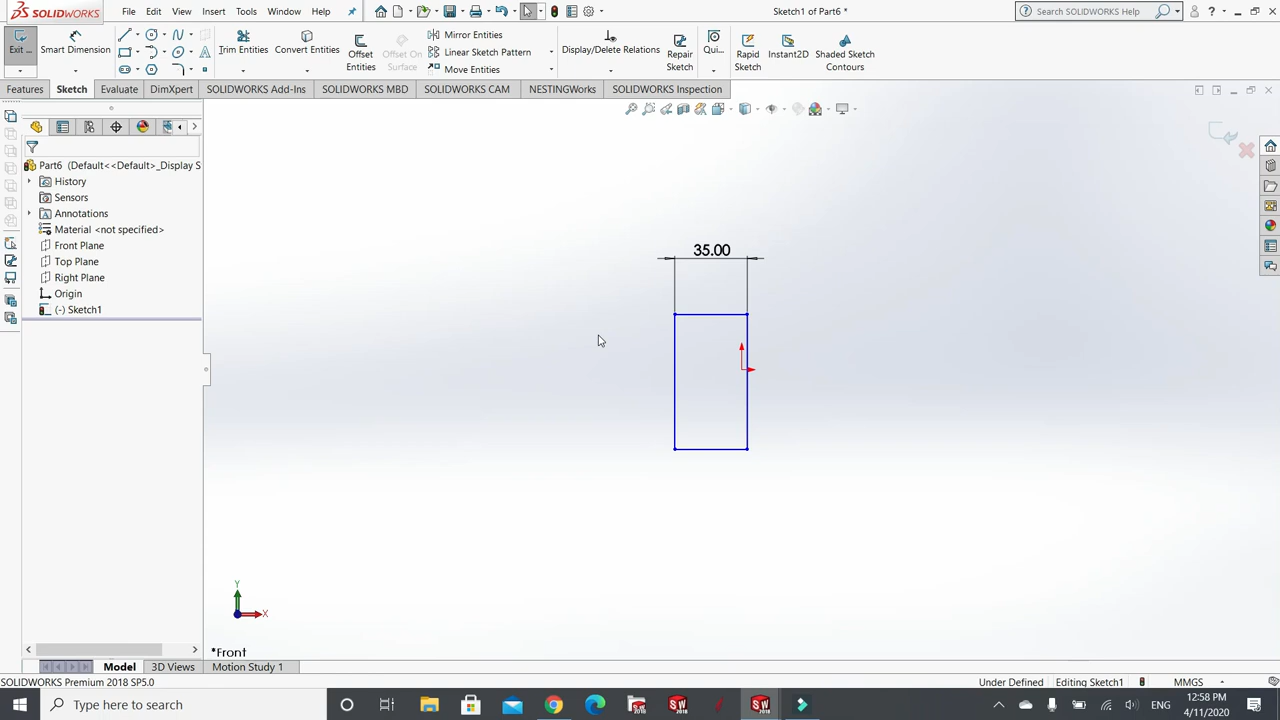 SOLIDWORKS File Edit View Insert Tools Window Help Sketch1 of Part6 * Search SOLIDWORKS Help ?
Exit ... Smart Dimension Trim Entities Convert Entities Offset Entities Offset On Surface Mirror Entities Display/Delete Relations Repair Sketch Qui... Rapid Sketch Instant2D Shaded Sketch Contours
Linear Sketch Pattern
Move Entities
Features Sketch Evaluate DimXpert SOLIDWORKS Add-Ins SOLIDWORKS MBD SOLIDWORKS CAM NESTINGWorks SOLIDWORKS Inspection
Part6 (Default<<Default>_Display S
History
Sensors
Annotations
Material <not specified>
Front Plane
Top Plane
Right Plane
Origin
(-) Sketch1
35.00
Y
X
*Front
Model 3D Views Motion Study 1
SOLIDWORKS Premium 2018 SP5.0 Under Defined Editing Sketch1 MMGS
Type here to search ENG 12:58 PM
4/11/2020